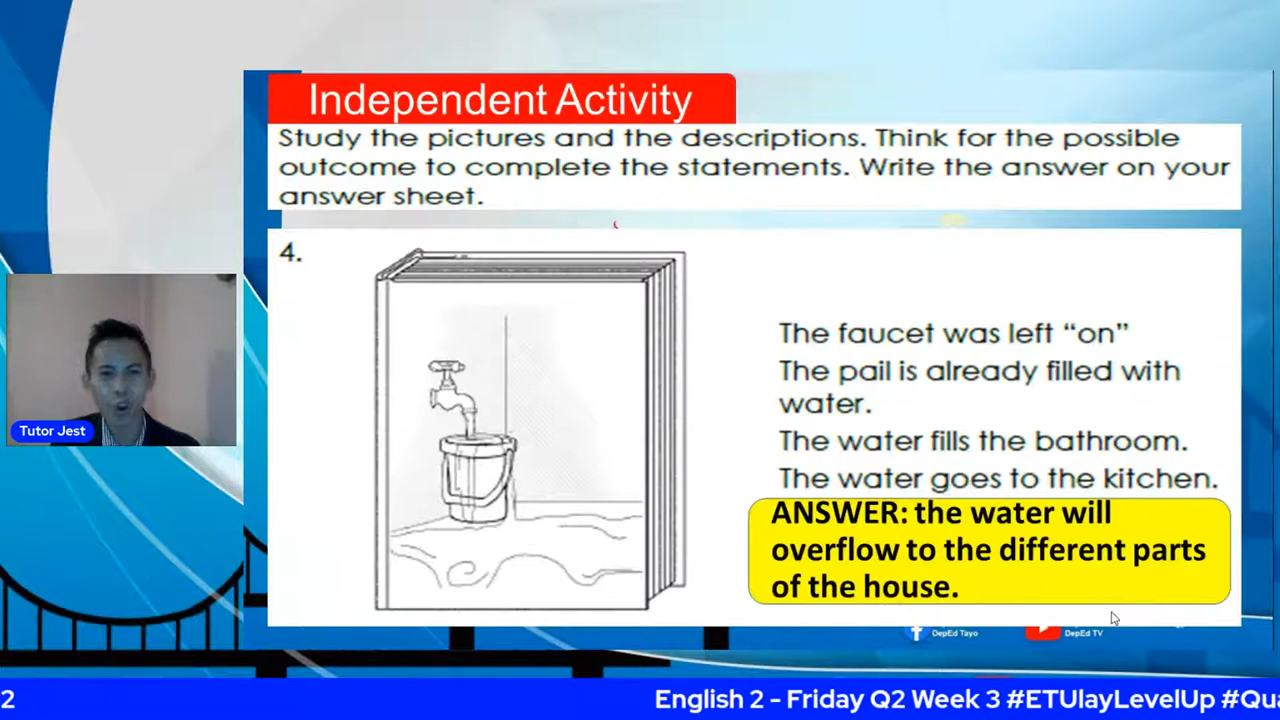 Independent Activity
Study the pictures and the descriptions. Think for the possible
outcome to complete the statements. Write the answer on your
answer sheet.
4.
The faucet was left “on”
The pail is already filled with
water.
The water fills the bathroom.
The water goes to the kitchen.
ANSWER: the water will
overflow to the different parts
of the house.
Tutor Jest
DepEd Tayo
DepEd TV
2
English 2 - Friday Q2 Week 3 #ETUlayLevelUp #Qua